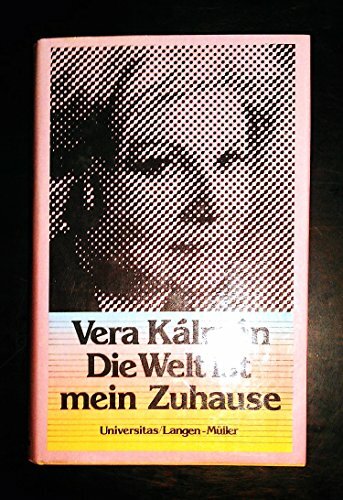 Vera Kálmán
Die Welt ist
mein Zuhause
Universitas/Langen-Müller